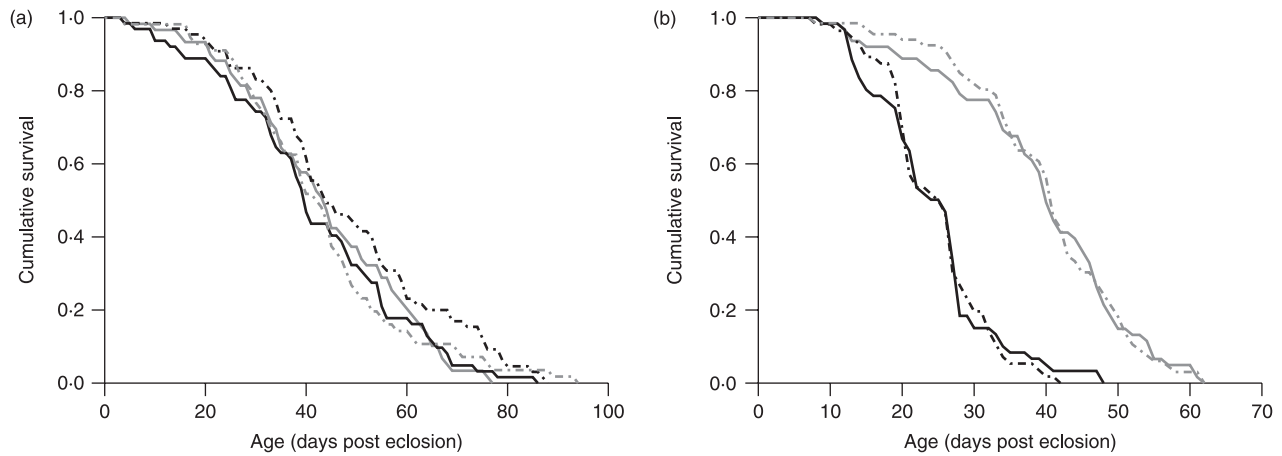 (a)
1·0
0·8
0·6
0·4
0·2
0·0
Cumulative survival
0 20 40 60 80 100
Age (days post eclosion)
(b)
1·0
0·8
0·6
0·4
0·2
0·0
Cumulative survival
0 10 20 30 40 50 60 70
Age (days post eclosion)